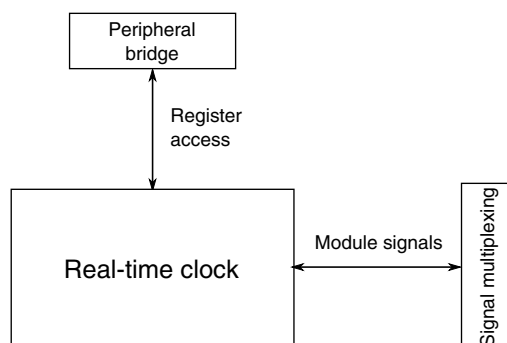 Peripheral
bridge
Register
access
Real-time clock
Module signals
Signal multiplexing